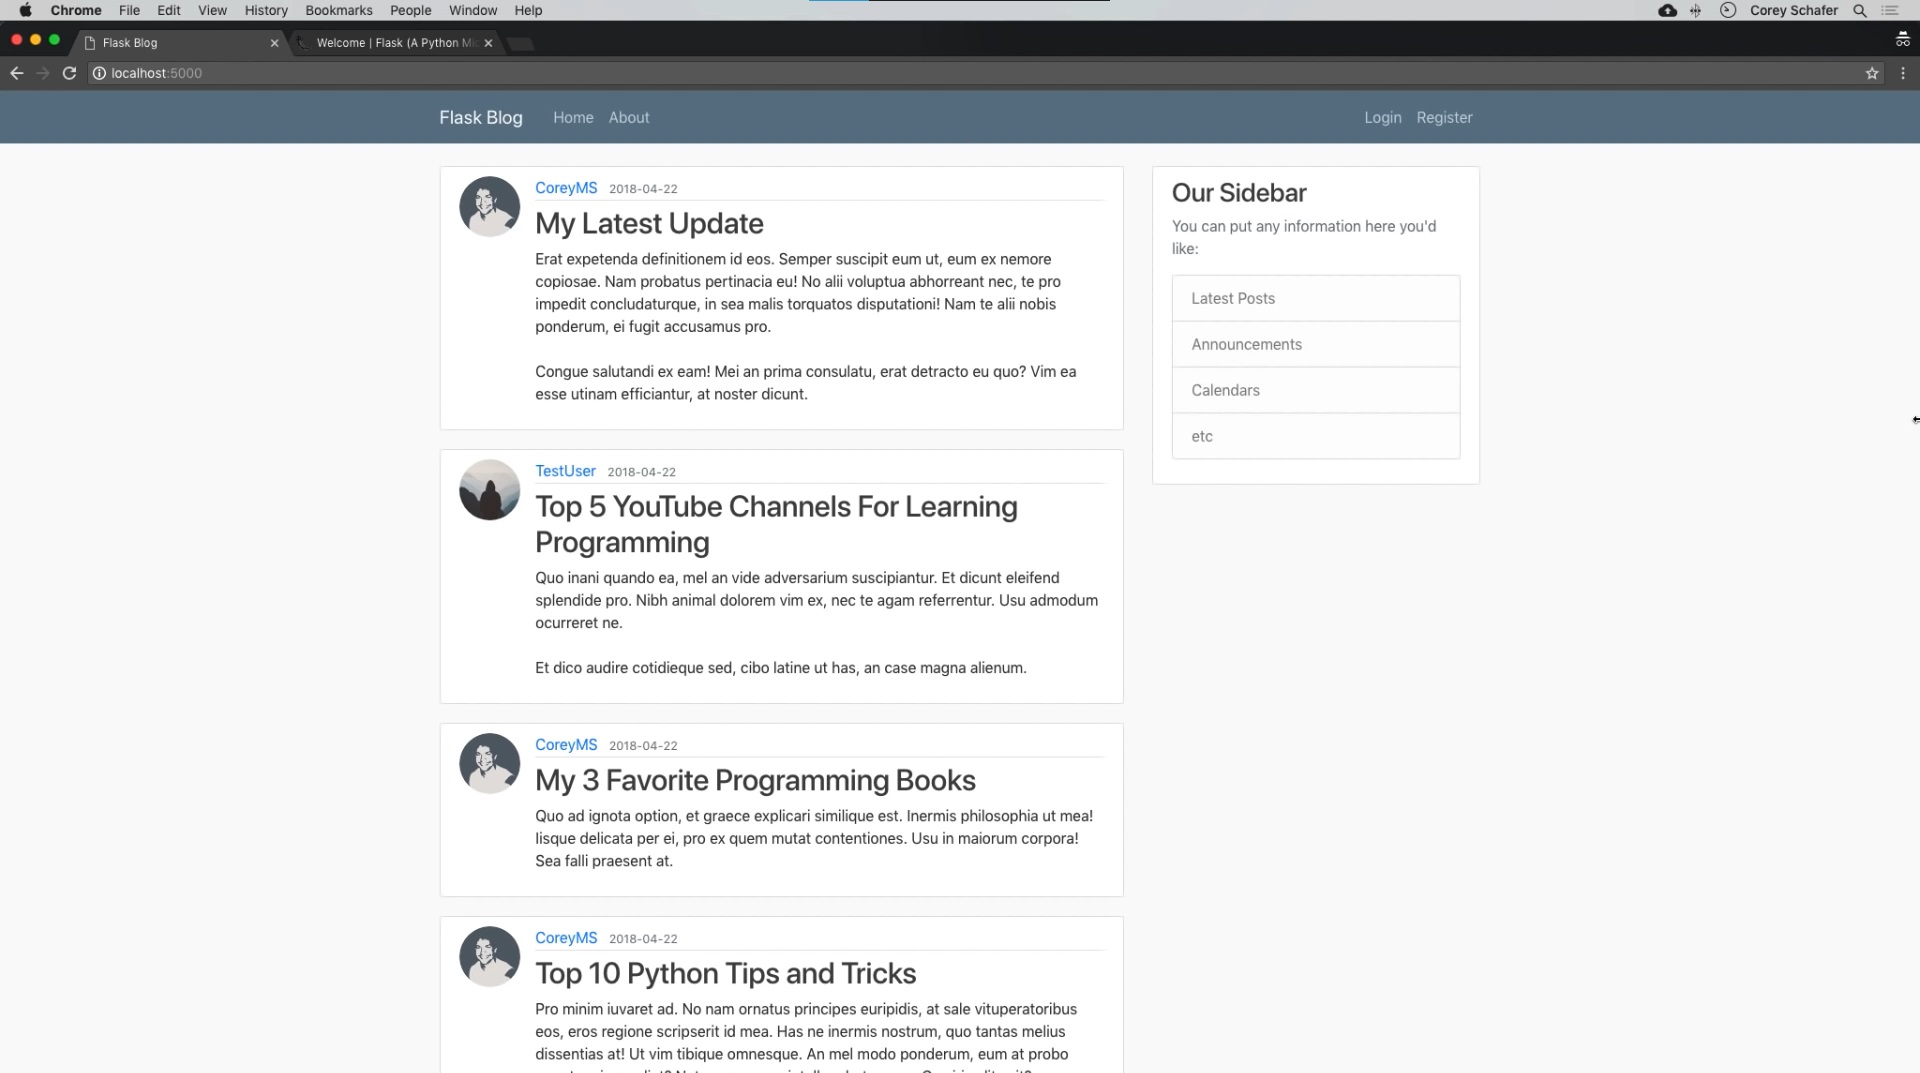 Chrome File Edit View History Bookmarks People Window Help Corey Schafer
Flask Blog Welcome | Flask (A Python Mi
localhost:5000
Flask Blog Home About Login Register
CoreyMS 2018-04-22
My Latest Update
Erat expetenda definitionem id eos. Semper suscipit eum ut, eum ex nemore
copiosae. Nam probatus pertinacia eu! No alii voluptua abhorreant nec, te pro
impedit concludaturque, in sea malis torquatos disputationi! Nam te alii nobis
ponderum, ei fugit accusamus pro.
Congue salutandi ex eam! Mei an prima consulatu, erat detracto eu quo? Vim ea
esse utinam efficiantur, at noster dicunt.
TestUser 2018-04-22
Top 5 YouTube Channels For Learning
Programming
Quo inani quando ea, mel an vide adversarium suscipiantur. Et dicunt eleifend
splendide pro. Nibh animal dolorem vim ex, nec te agam referrentur. Usu admodum
ocurreret ne.
Et dico audire cotidieque sed, cibo latine ut has, an case magna alienum.
CoreyMS 2018-04-22
My 3 Favorite Programming Books
Quo ad ignota option, et graece explicari similique est. Inermis philosophia ut mea!
Iisque delicata per ei, pro ex quem mutat contentiones. Usu in maiorum corpora!
Sea falli praesent at.
CoreyMS 2018-04-22
Top 10 Python Tips and Tricks
Pro minim iuvaret ad. No nam ornatus principes euripidis, at sale vituperatoribus
eos, eros regione scripserit id mea. Has ne inermis nostrum, quo tantas melius
dissentias at! Ut vim tibique omnesque. An mel modo ponderum, eum at probo
Our Sidebar
You can put any information here you'd
like:
Latest Posts
Announcements
Calendars
etc